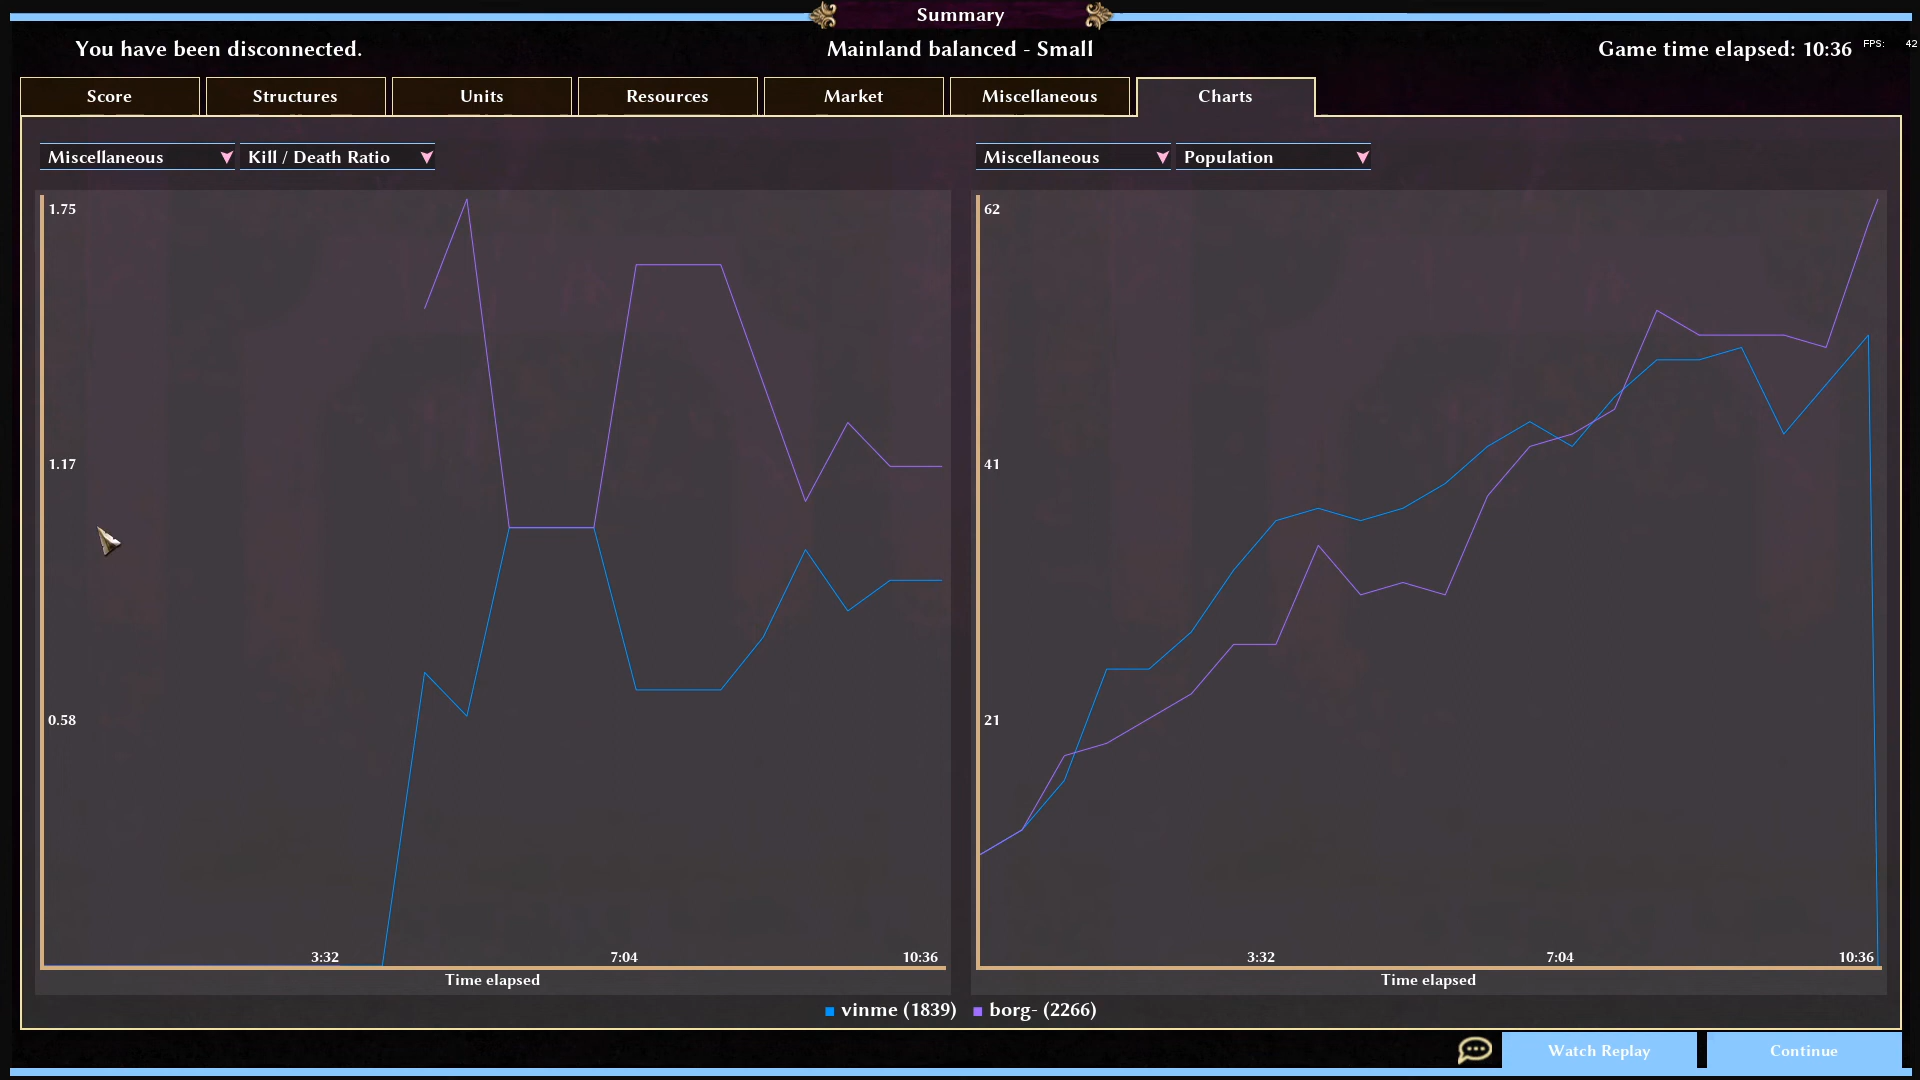 Summary
You have been disconnected.
Mainland balanced - Small
Game time elapsed: 10:36
FPS: 42
Score
Structures
Units
Resources
Market
Miscellaneous
Charts
Miscellaneous
Kill / Death Ratio
Miscellaneous
Population
1.75
1.17
0.58
3:32
7:04
10:36
Time elapsed
62
41
21
3:32
7:04
10:36
Time elapsed
vinme (1839)
borg- (2266)
Watch Replay
Continue